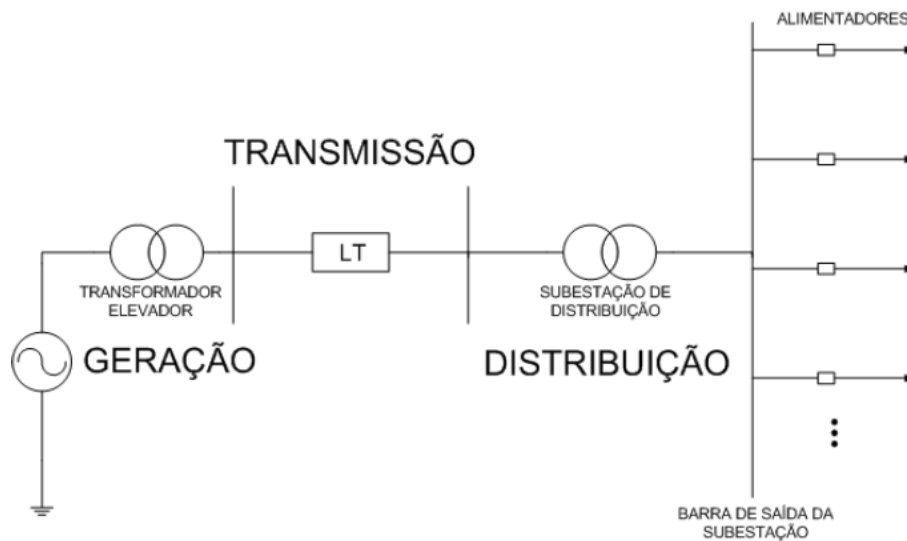 ALIMENTADORES
TRANSMISSÃO
LT
TRANSFORMADOR
ELEVADOR
SUBESTAÇÃO DE
DISTRIBUIÇÃO
GERAÇÃO
DISTRIBUIÇÃO
BARRA DE SAÍDA DA
SUBESTAÇÃO